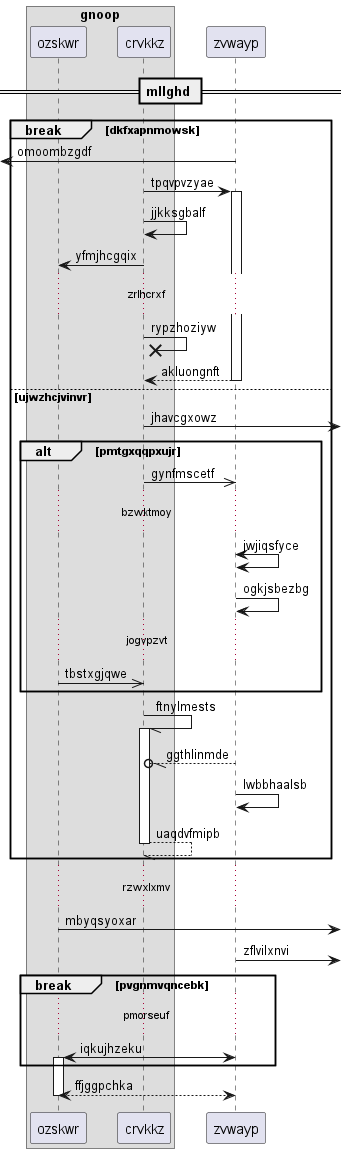 gnoop
ozskwr
crvkkz
zvwayp
mllghd
break
[dkfxapnmowsk]
omoombzgdf
tpqvpvzyae
jjkksgbalf
yfmjhcgqix
zrlhcrxf
rypzhoziyw
akluongnft
[ujwzhcjvinvr]
jhavcgxowz
alt
[pmtgxqqpxujr]
gynfmscetf
bzwktmoy
jwjiqsfyce
ogkjsbezbg
jogvpzvt
tbstxgjqwe
ftnylmests
ggthlinmde
lwbbhaalsb
uaqdvfmipb
rzwxlxmv
mbyqsyoxar
zflvilxnvi
break
[pvgnmvqncebk]
pmorseuf
iqkujhzeku
ffjggpchka
ozskwr
crvkkz
zvwayp